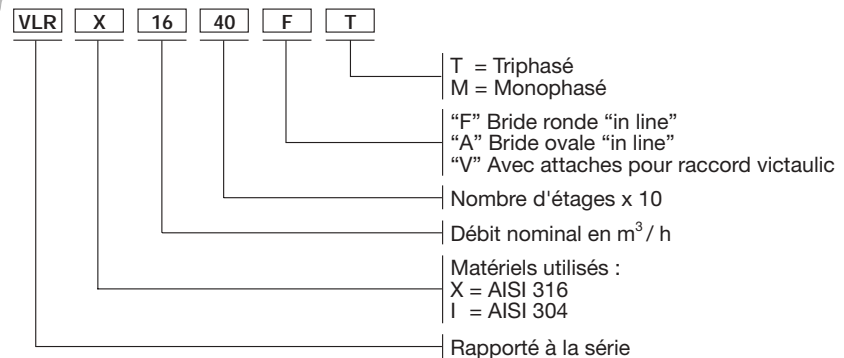 VLR X 16 40 F T
T = Triphasé
M = Monophasé
“F” Bride ronde “in line”
“A” Bride ovale “in line”
“V” Avec attaches pour raccord victaulic
Nombre d'étages x 10
Débit nominal en m³ / h
Matériels utilisés :
X = AISI 316
I = AISI 304
Rapporté à la série